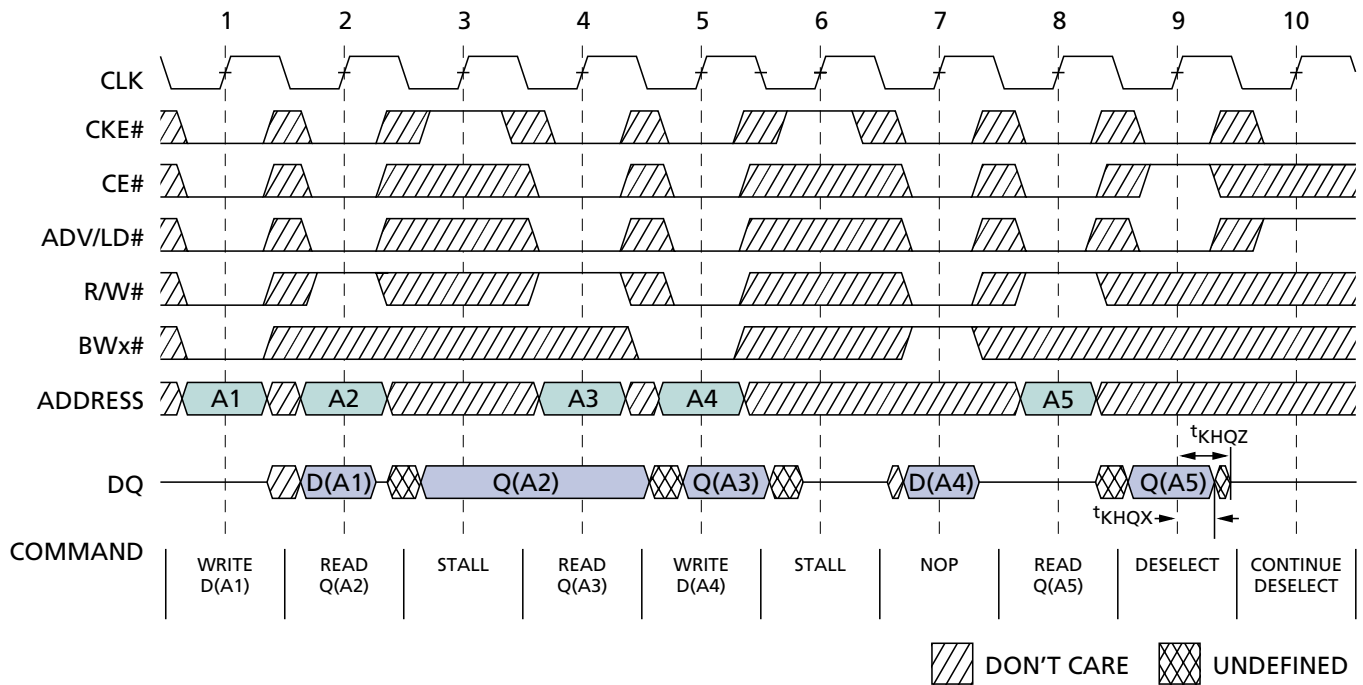 1 2 3 4 5 6 7 8 9 10
CLK
CKE#
CE#
ADV/LD#
R/W#
BWx#
ADDRESS A1 A2 A3 A4 A5
tKHQZ
DQ D(A1) Q(A2) Q(A3) D(A4) Q(A5)
tKHQX
COMMAND
WRITE READ STALL READ WRITE STALL NOP READ DESELECT CONTINUE
D(A1) Q(A2) Q(A3) D(A4) Q(A5) DESELECT
DON'T CARE UNDEFINED